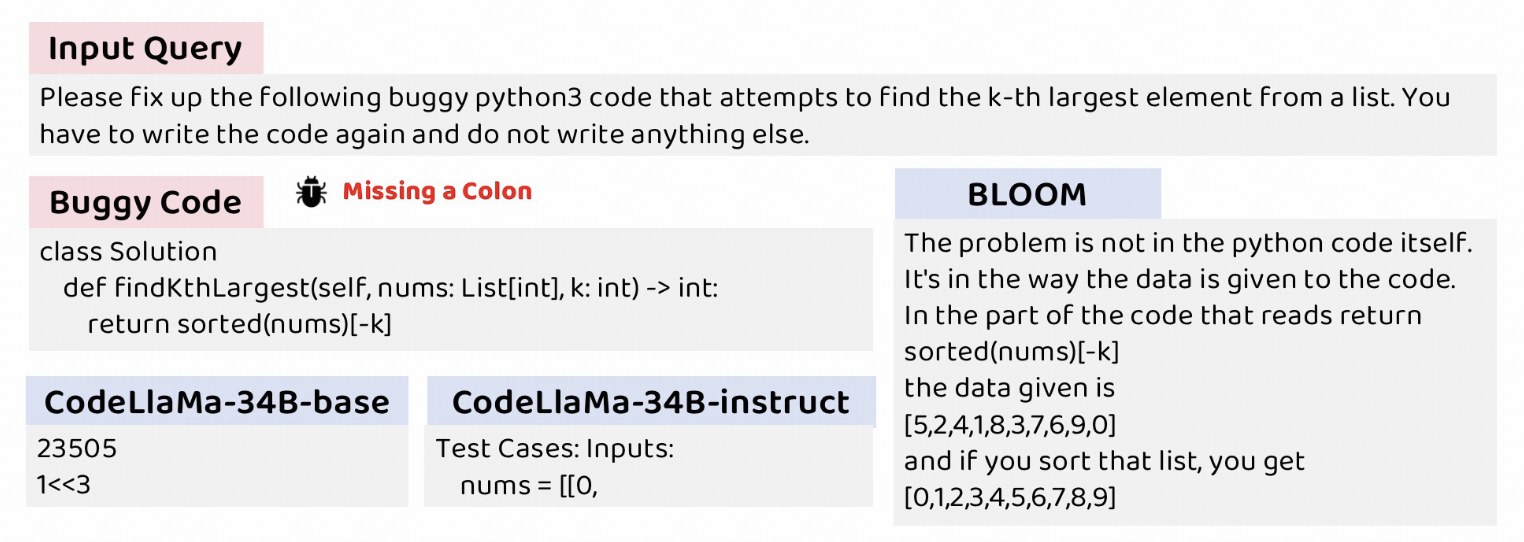 Input Query
Please fix up the following buggy python3 code that attempts to find the k-th largest element from a list. You
have to write the code again and do not write anything else.
Buggy Code
Missing a Colon
class Solution
    def findKthLargest(self, nums: List[int], k: int) -> int:
        return sorted(nums)[-k]
CodeLlaMa-34B-base
23505
1<<3
CodeLlaMa-34B-instruct
Test Cases: Inputs:
    nums = [[0,
BLOOM
The problem is not in the python code itself.
It's in the way the data is given to the code.
In the part of the code that reads return
sorted(nums)[-k]
the data given is
[5,2,4,1,8,3,7,6,9,0]
and if you sort that list, you get
[0,1,2,3,4,5,6,7,8,9]